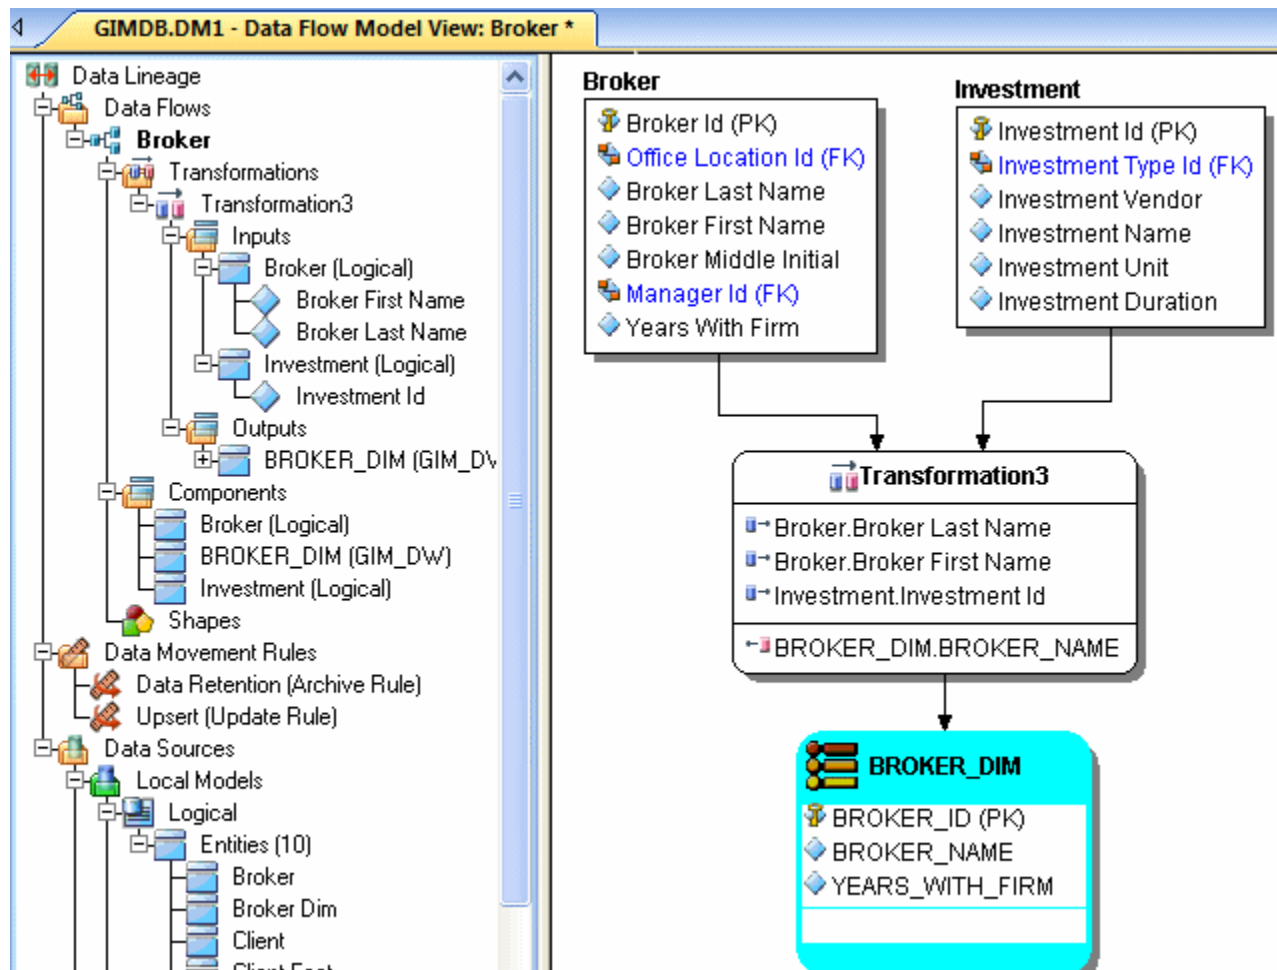 GIMDB.DM1 - Data Flow Model View: Broker *
Data Lineage
Data Flows
Broker
Transformations
Transformation3
Inputs
Broker (Logical)
Broker First Name
Broker Last Name
Investment (Logical)
Investment Id
Outputs
BROKER_DIM (GIM_DW
Components
Broker (Logical)
BROKER_DIM (GIM_DW)
Investment (Logical)
Shapes
Data Movement Rules
Data Retention (Archive Rule)
Upsert (Update Rule)
Data Sources
Local Models
Logical
Entities (10)
Broker
Broker Dim
Client
Client Fact
Broker
Broker Id (PK)
Office Location Id (FK)
Broker Last Name
Broker First Name
Broker Middle Initial
Manager Id (FK)
Years With Firm
Investment
Investment Id (PK)
Investment Type Id (FK)
Investment Vendor
Investment Name
Investment Unit
Investment Duration
Transformation3
Broker.Broker Last Name
Broker.Broker First Name
Investment.Investment Id
BROKER_DIM.BROKER_NAME
BROKER_DIM
BROKER_ID (PK)
BROKER_NAME
YEARS_WITH_FIRM